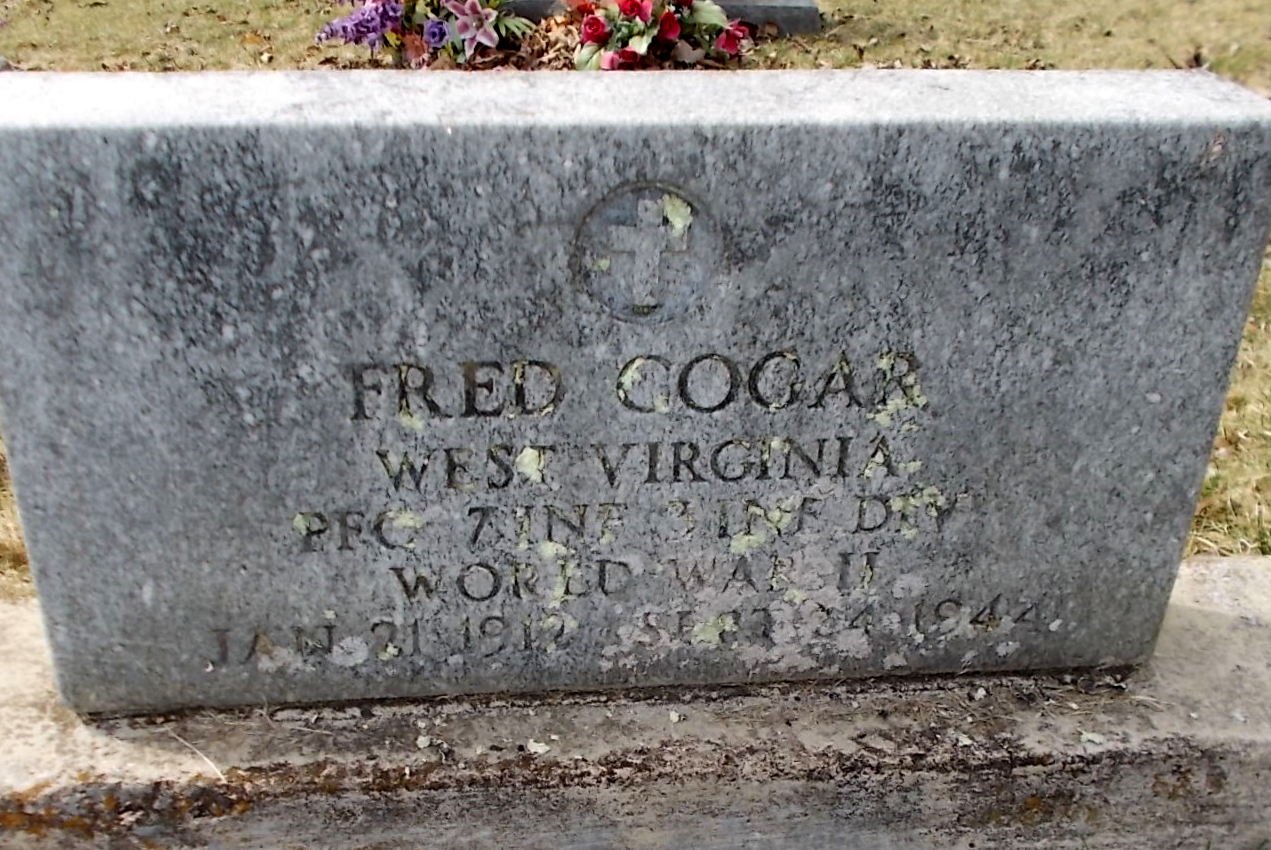 FRED COGAR
WEST VIRGINIA
PFC 7 INF 3 INF DIV
WORLD WAR II
JAN 21 1912 SEPT 24 1944